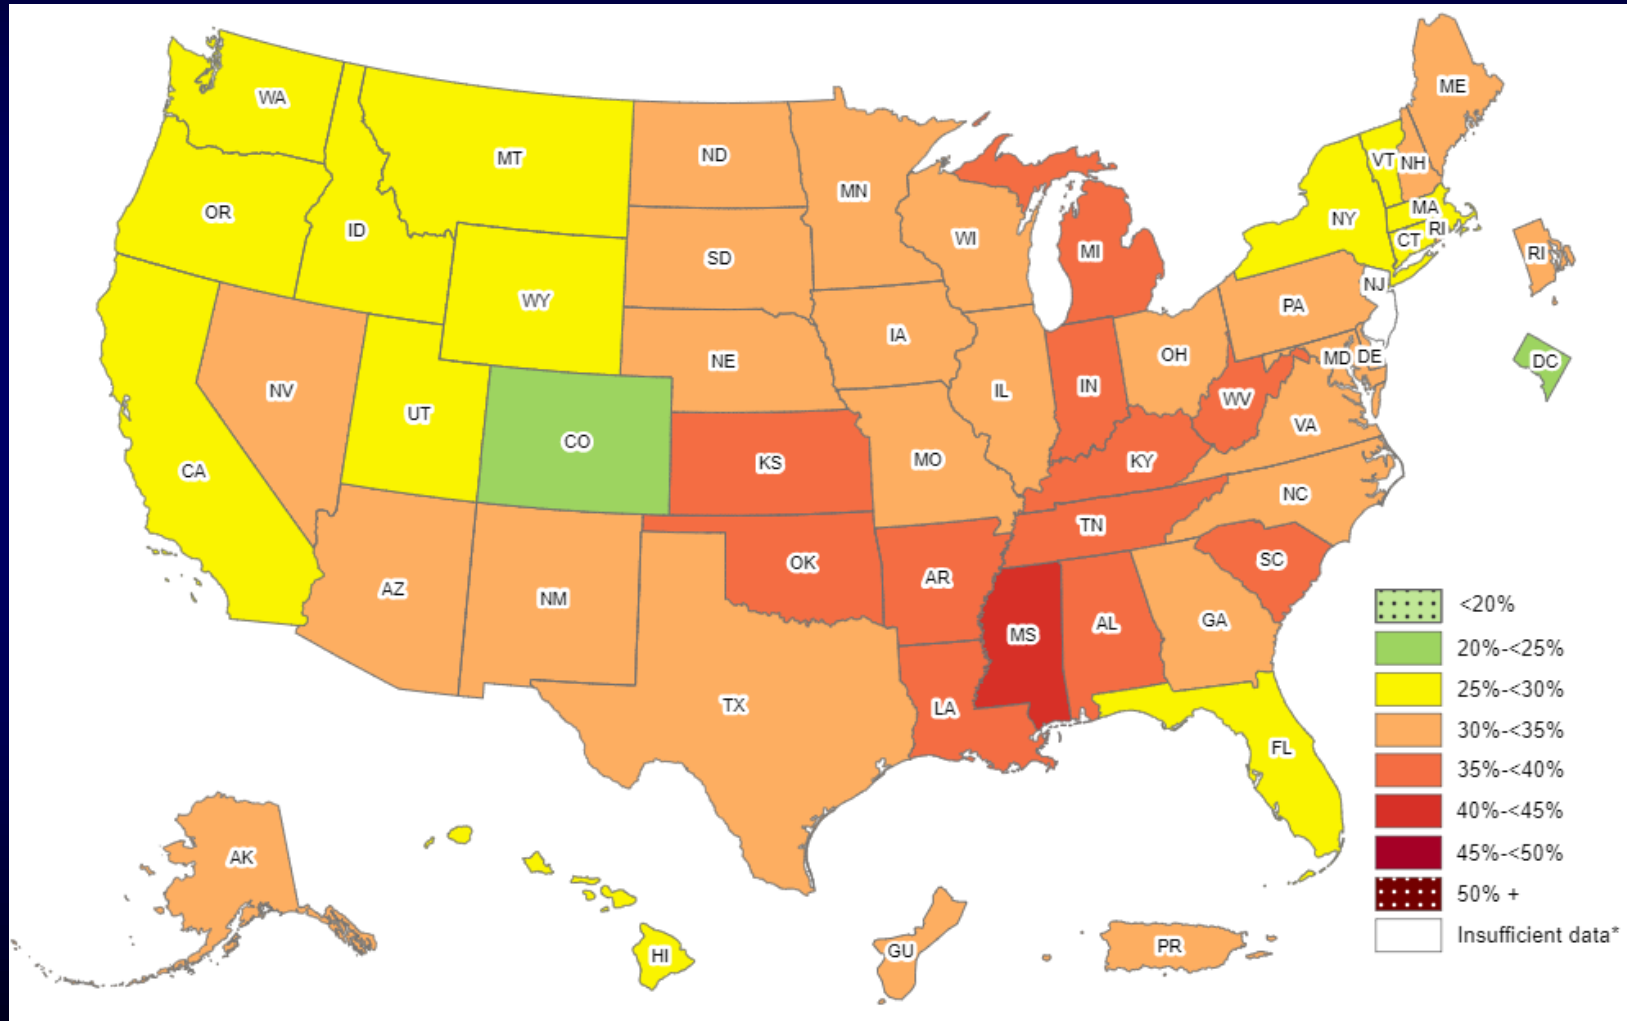 ME
WA
VT
NH
MT
ND
MN
OR
ID
SD
WI
MI
NY
MA
RI
CT
RI
WY
NJ
PA
IA
NE
OH
MD
DE
DC
NV
UT
IL
IN
WV
CO
KS
MO
KY
VA
CA
NC
TN
OK
AR
SC
AZ
NM
MS
AL
GA
TX
LA
FL
AK
HI
GU
PR
<20%
20%-<25%
25%-<30%
30%-<35%
35%-<40%
40%-<45%
45%-<50%
50% +
Insufficient data*